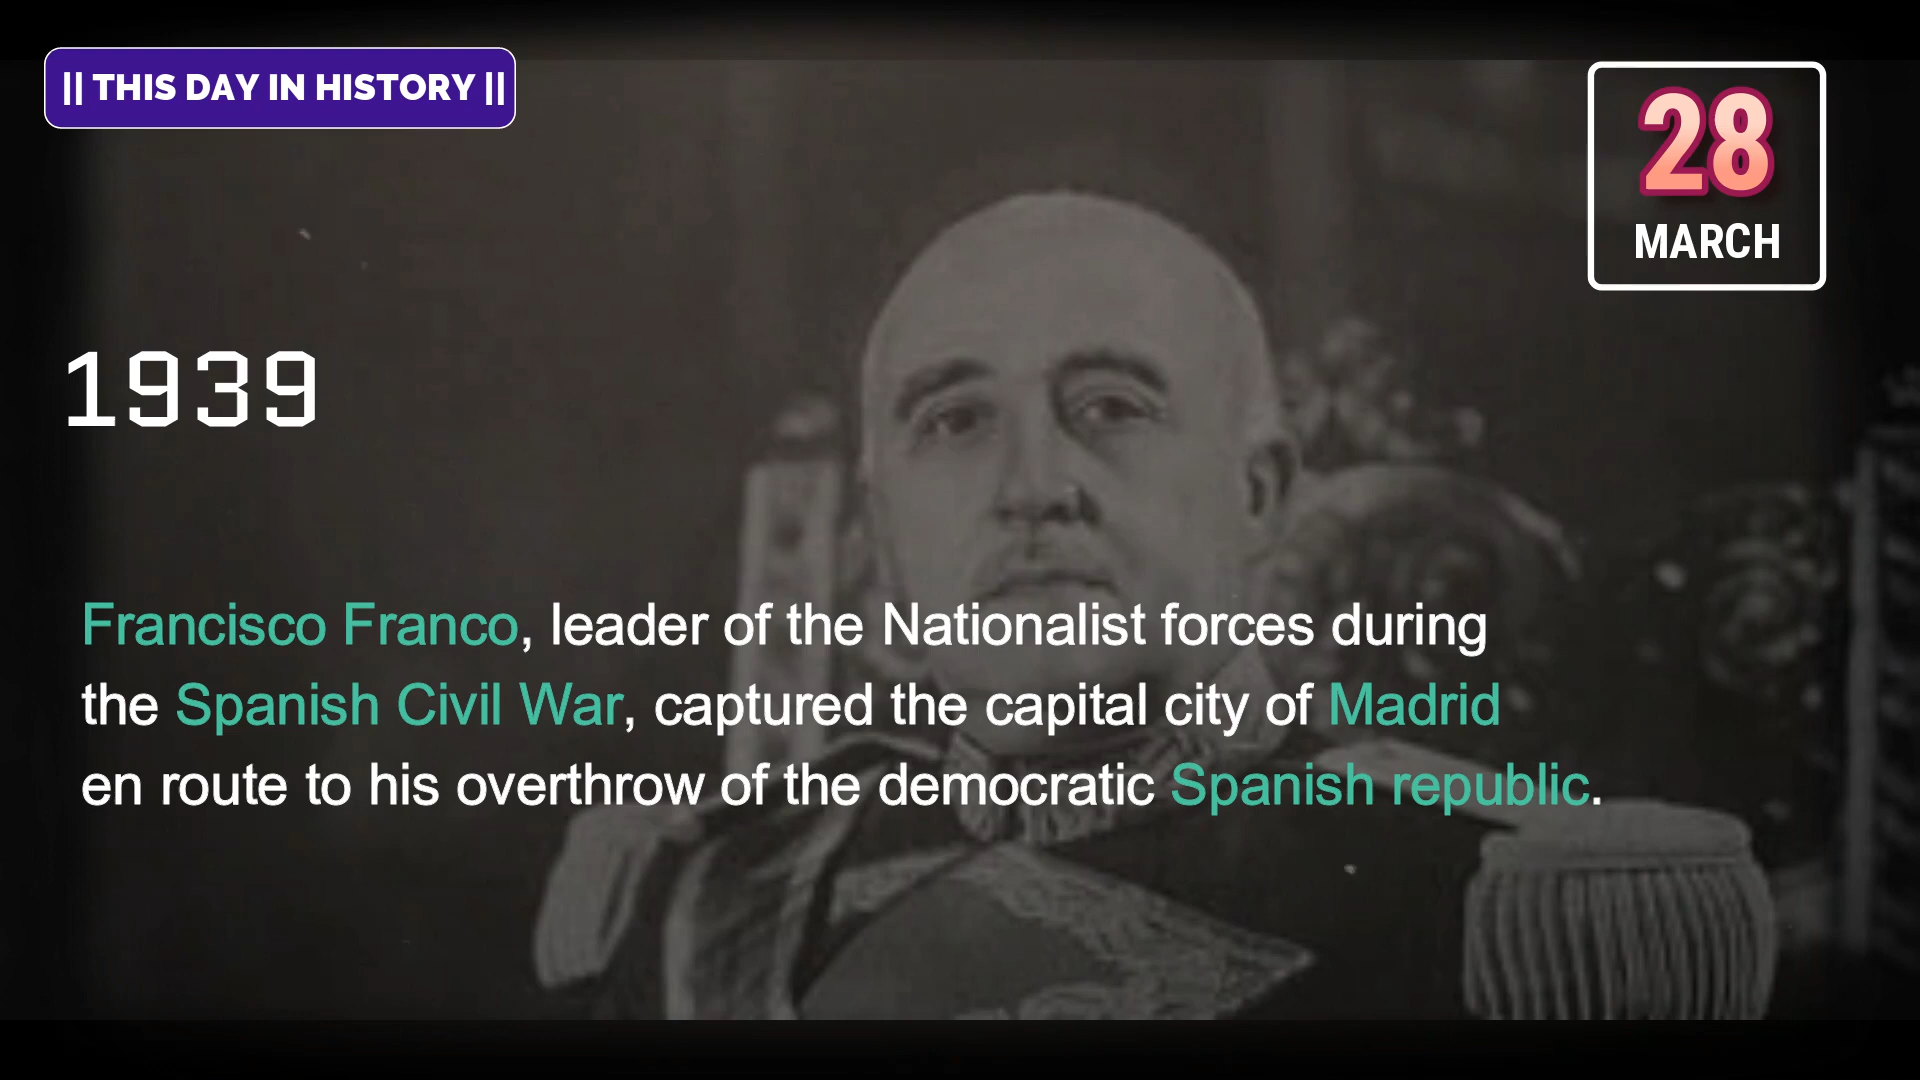 || THIS DAY IN HISTORY ||
28
MARCH
1939
Francisco Franco, leader of the Nationalist forces during
the Spanish Civil War, captured the capital city of Madrid
en route to his overthrow of the democratic Spanish republic.